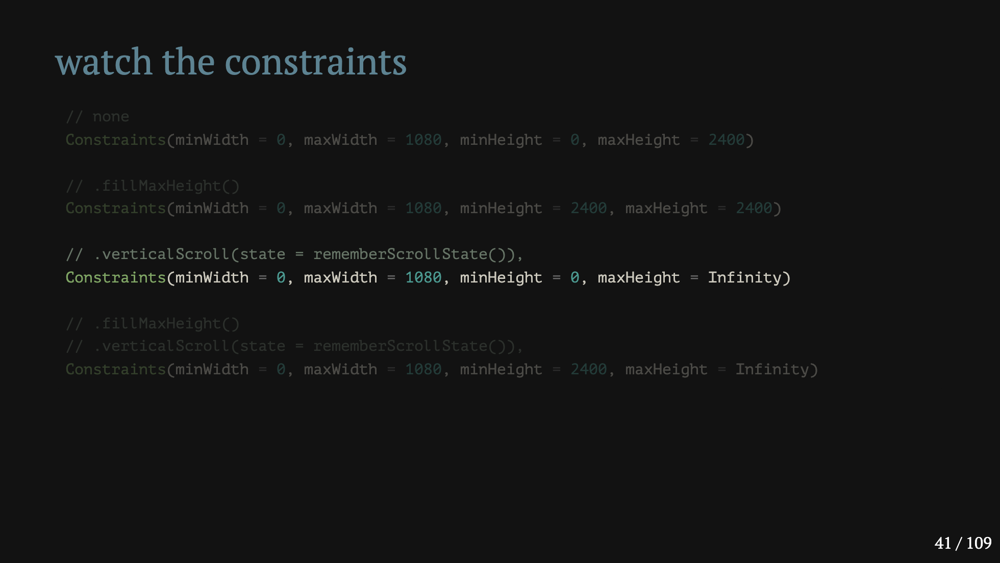 watch the constraints
// none
Constraints(minWidth = 0, maxWidth = 1080, minHeight = 0, maxHeight = 2400)
// .fillMaxHeight()
Constraints(minWidth = 0, maxWidth = 1080, minHeight = 2400, maxHeight = 2400)
// .verticalScroll(state = rememberScrollState()),
Constraints(minWidth = 0, maxWidth = 1080, minHeight = 0, maxHeight = Infinity)
// .fillMaxHeight()
// .verticalScroll(state = rememberScrollState()),
Constraints(minWidth = 0, maxWidth = 1080, minHeight = 2400, maxHeight = Infinity)
41 / 109